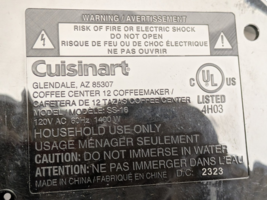 WARNING / AVERTISSEMENT
RISK OF FIRE OR ELECTRIC SHOCK
DO NOT OPEN
RISQUE DE FEU OU DE CHOC ÉLECTRIQUE
NE PAS OUVRIR
Cuisinart
GLENDALE, AZ 85307
COFFEE CENTER 12 COFFEEMAKER /
CAFETERA DE 12 TAZAS COFFEE CENTER
120V AC 60Hz 1400 W
HOUSEHOLD USE ONLY
USAGE MÉNAGER SEULEMENT
CAUTION: DO NOT IMMERSE IN WATER
ATTENTION: NE PAS IMMERGER DANS L'EAU
MADE IN CHINA / FABRIQUÉ EN CHINE D.C: 2323
C UL US
LISTED
4H03